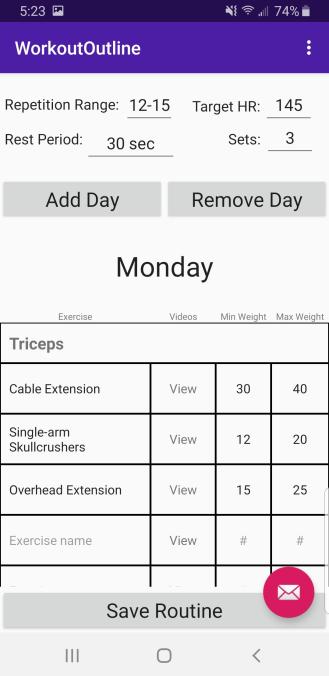 5:23 74%
WorkoutOutline
Repetition Range: 12-15 Target HR: 145
Rest Period: 30 sec Sets: 3
Add Day Remove Day
Monday
Exercise Videos Min Weight Max Weight
Triceps
Cable Extension View 30 40
Single-arm
Skullcrushers View 12 20
Overhead Extension View 15 25
Exercise name View # #
Save Routine